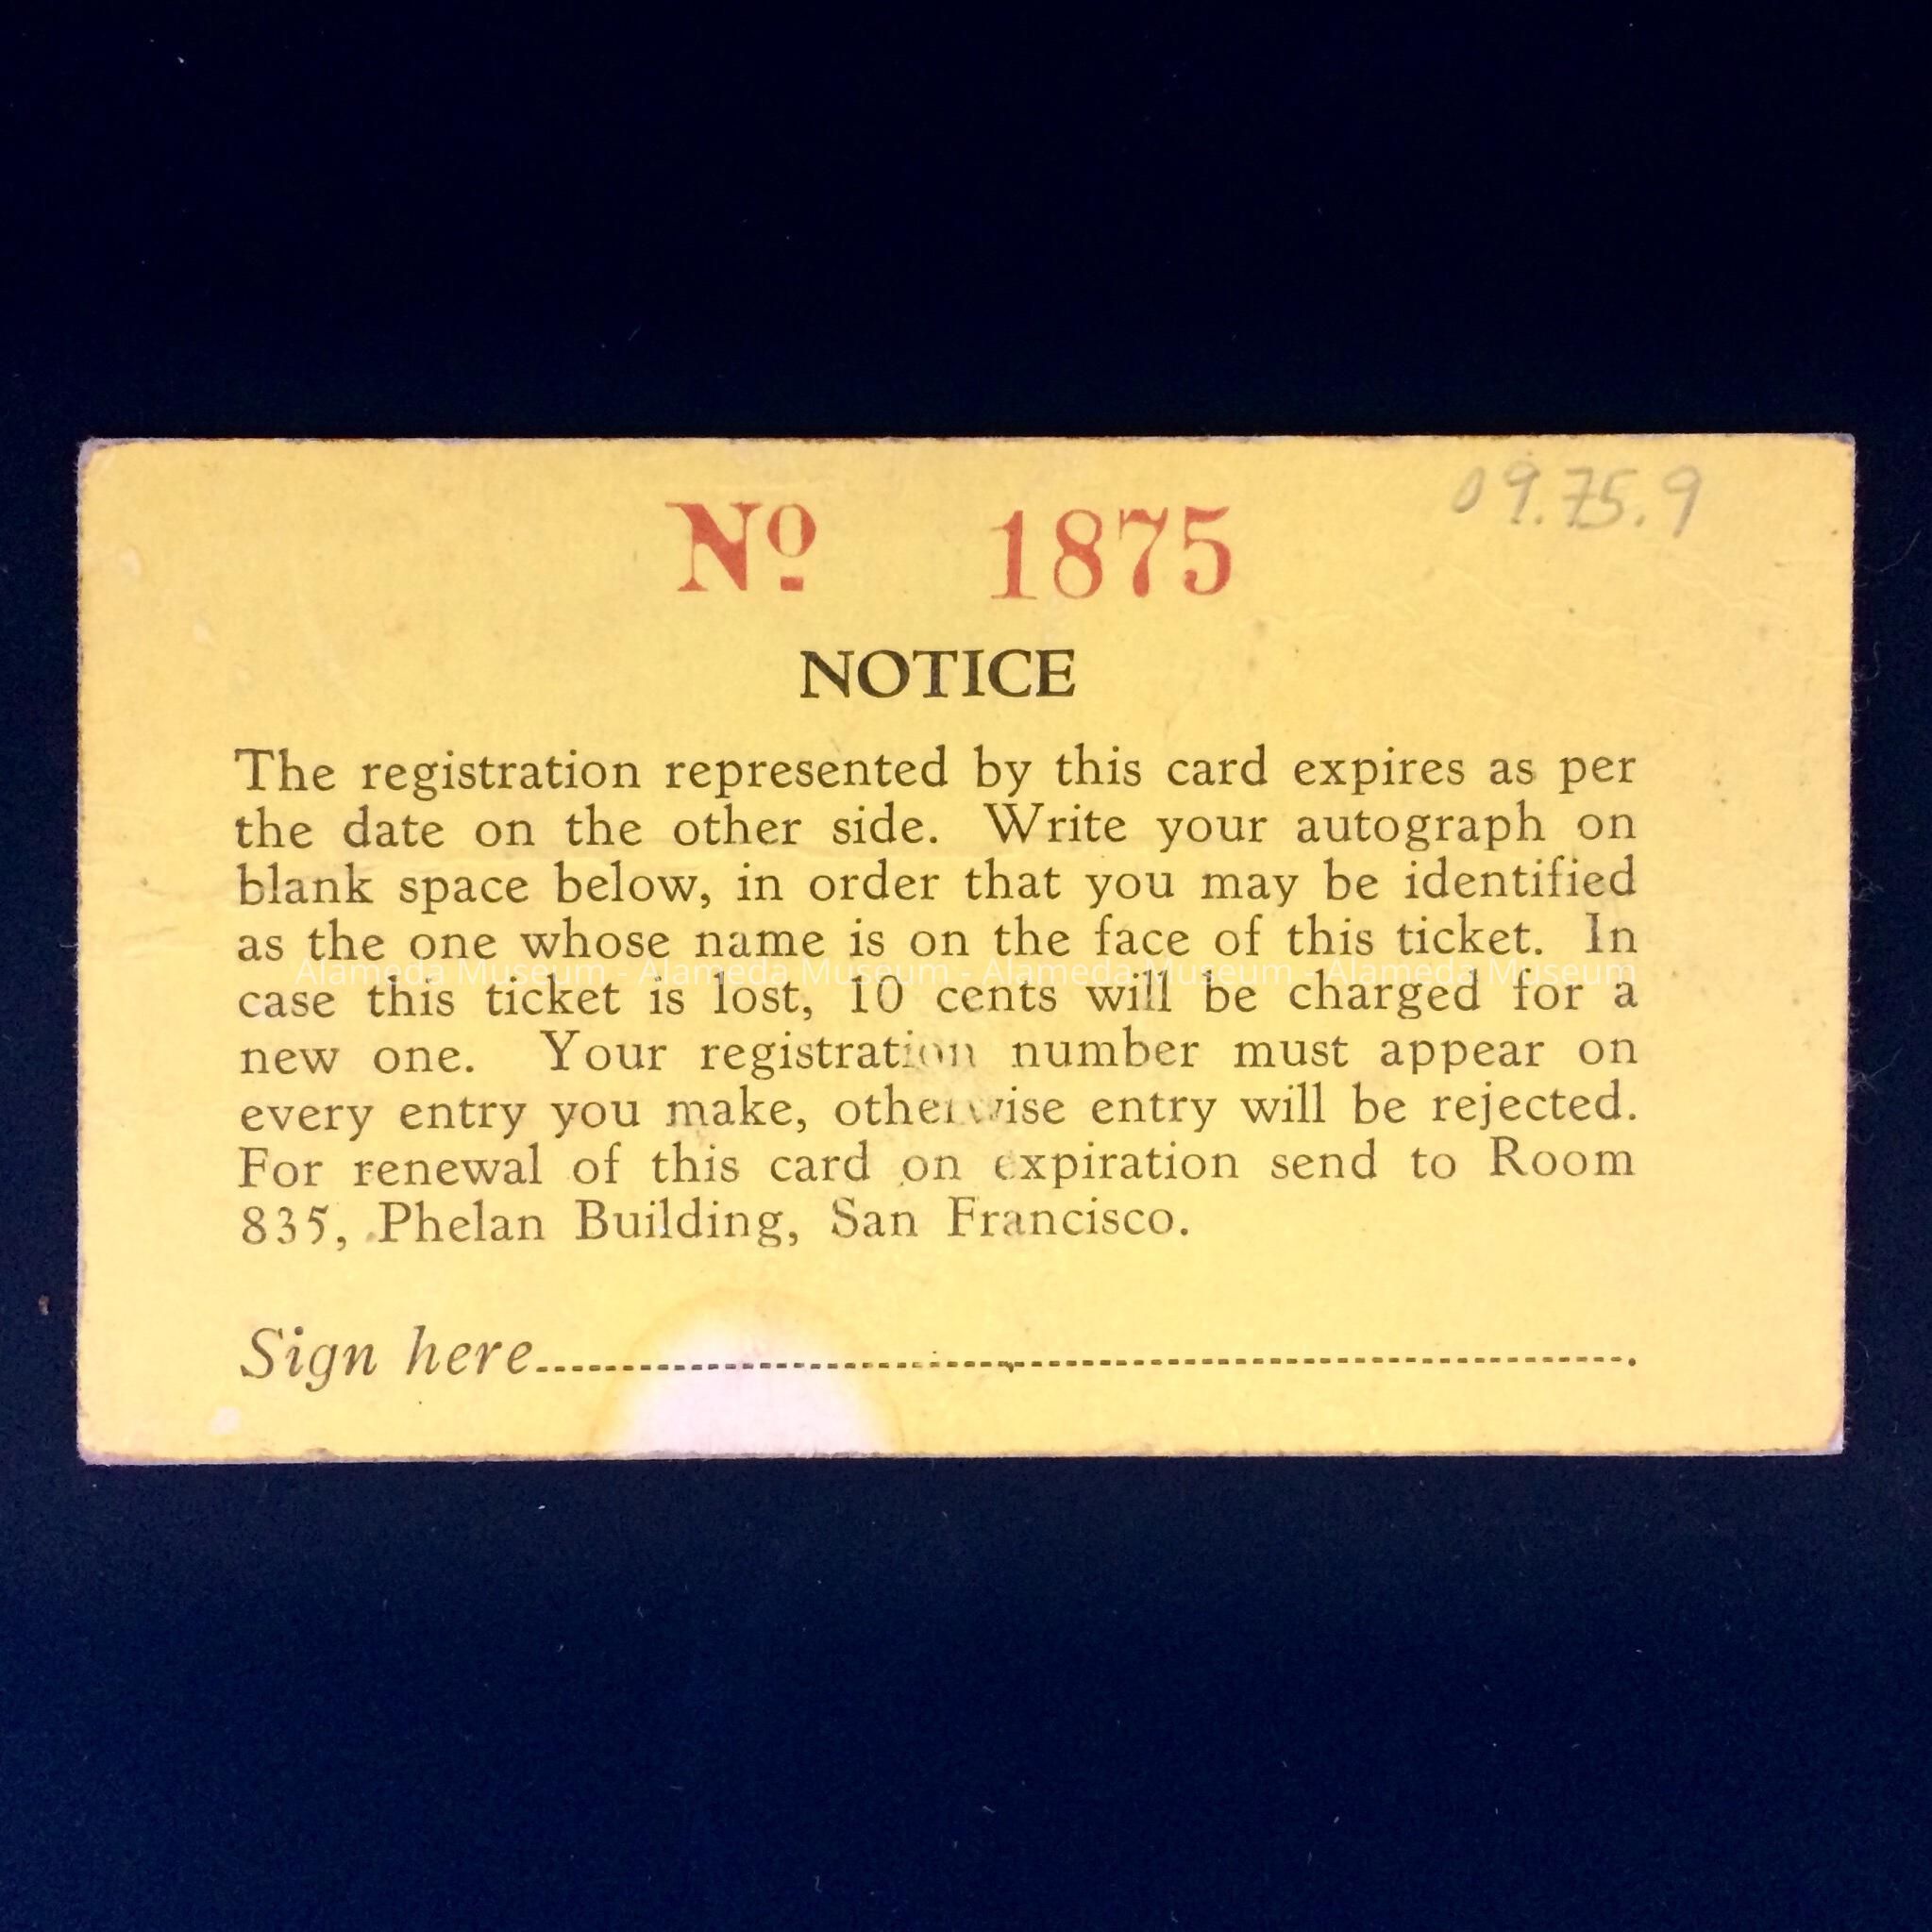 09.75.9
Nº 1875
NOTICE
The registration represented by this card expires as per
the date on the other side. Write your autograph on
blank space below, in order that you may be identified
as the one whose name is on the face of this ticket. In
Alameda Museum - Alameda Museum - Alameda Museum - Alameda Museum
case this ticket is lost, 10 cents will be charged for a
new one. Your registration number must appear on
every entry you make, otherwise entry will be rejected.
For renewal of this card on expiration send to Room
835, Phelan Building, San Francisco.
Sign here